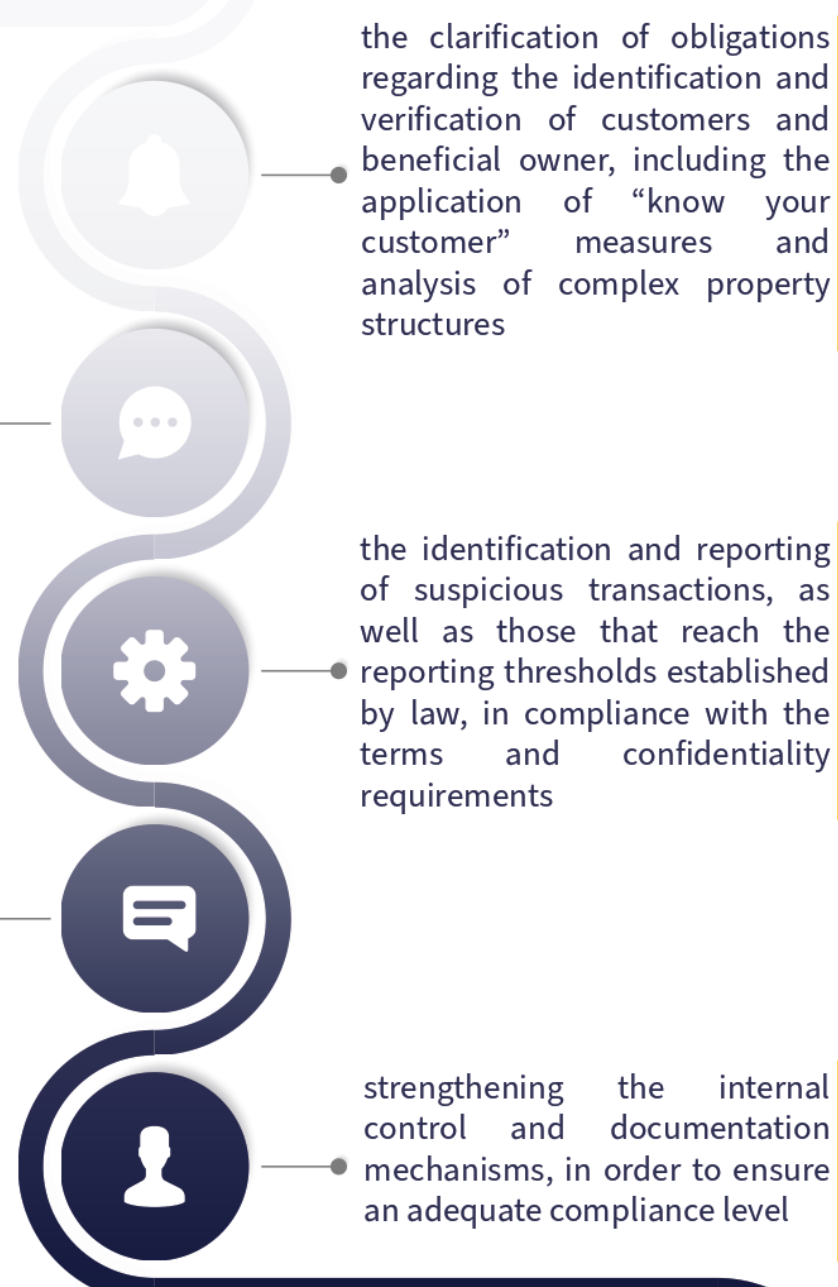 the clarification of obligations
regarding the identification and
verification of customers and
beneficial owner, including the
application of “know your
customer” measures and
analysis of complex property
structures
the identification and reporting
of suspicious transactions, as
well as those that reach the
reporting thresholds established
by law, in compliance with the
terms and confidentiality
requirements
strengthening the internal
control and documentation
mechanisms, in order to ensure
an adequate compliance level